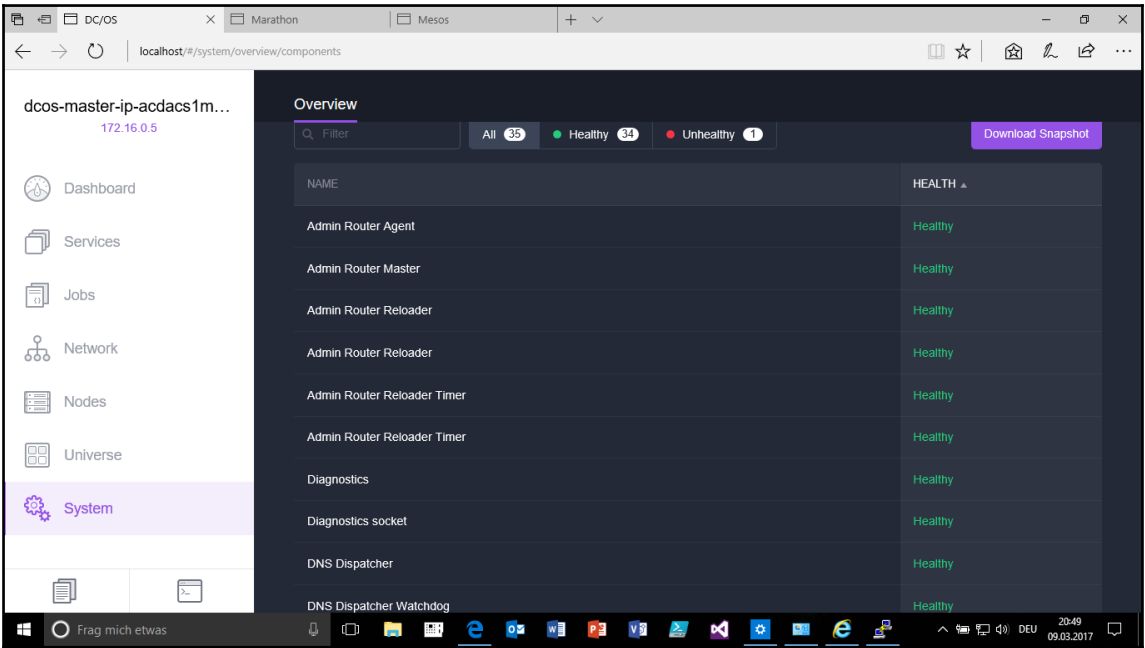 DC/OS
Marathon
Mesos
localhost/#/system/overview/components
dcos-master-ip-acdacs1m...
172.16.0.5
Dashboard
Services
Jobs
Network
Nodes
Universe
System
Overview
Filter
All 35
Healthy 34
Unhealthy 1
Download Snapshot
NAME HEALTH
Admin Router Agent Healthy
Admin Router Master Healthy
Admin Router Reloader Healthy
Admin Router Reloader Healthy
Admin Router Reloader Timer Healthy
Admin Router Reloader Timer Healthy
Diagnostics Healthy
Diagnostics socket Healthy
DNS Dispatcher Healthy
DNS Dispatcher Watchdog Healthy
Frag mich etwas
DEU
20:49
09.03.2017